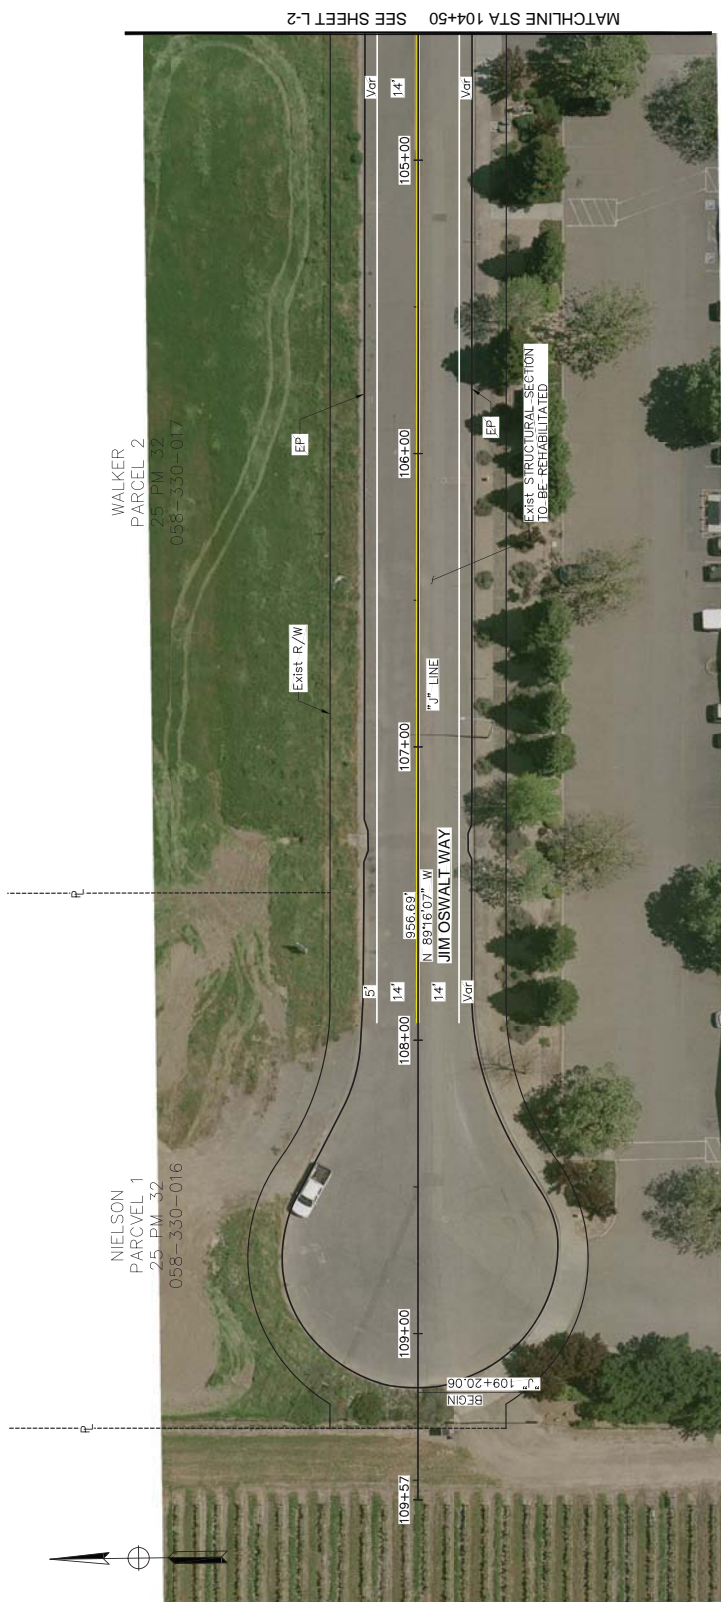 MATCHLINE STA 104+50
SEE SHEET L-2
Var
14'
Var
105+00
WALKER
PARCEL 2
25 PM 32
058-330-017
EP
106+00
EP
Exist STRUCTURAL SECTION
TO BE REHABILITATED
Exist R/W
"J" LINE
107+00
PL
956.69'
N 89°16'07" W
JIM OSWALT WAY
5'
14'
14'
Var
108+00
NIELSON
PARCVEL 1
25 PM 32
058-330-016
109+00
BEGIN
"J" 109+20.06
PL
109+57